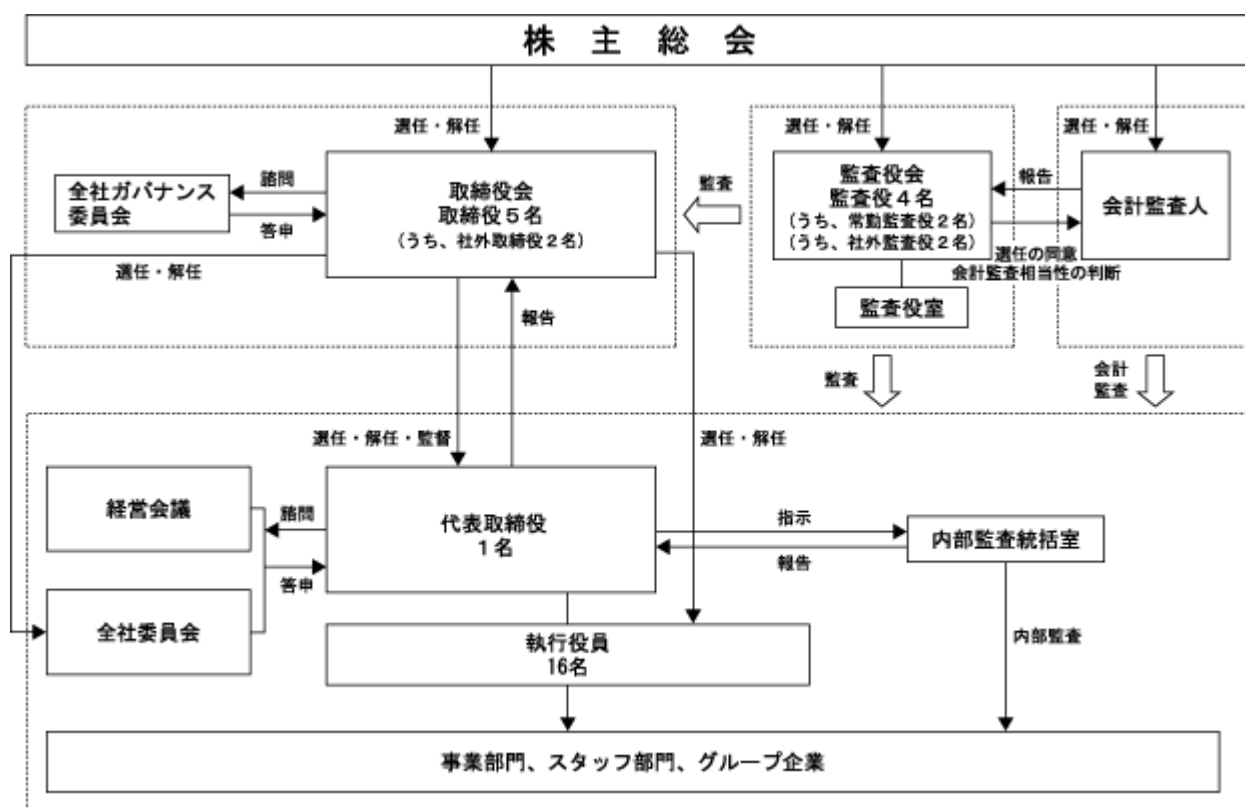 株主総会
選任・解任
選任・解任
選任・解任
全社ガバナンス
委員会
諮問
答申
取締役会
取締役5名
（うち、社外取締役2名）
監査
監査役会
監査役4名
（うち、常勤監査役2名）
（うち、社外監査役2名）
報告
会計監査人
選任の同意
会計監査相当性の判断
監査役室
選任・解任
報告
監査
会計
監査
選任・解任・監督
選任・解任
経営会議
諮問
代表取締役
1名
指示
報告
内部監査統括室
答申
全社委員会
執行役員
16名
内部監査
事業部門、スタッフ部門、グループ企業